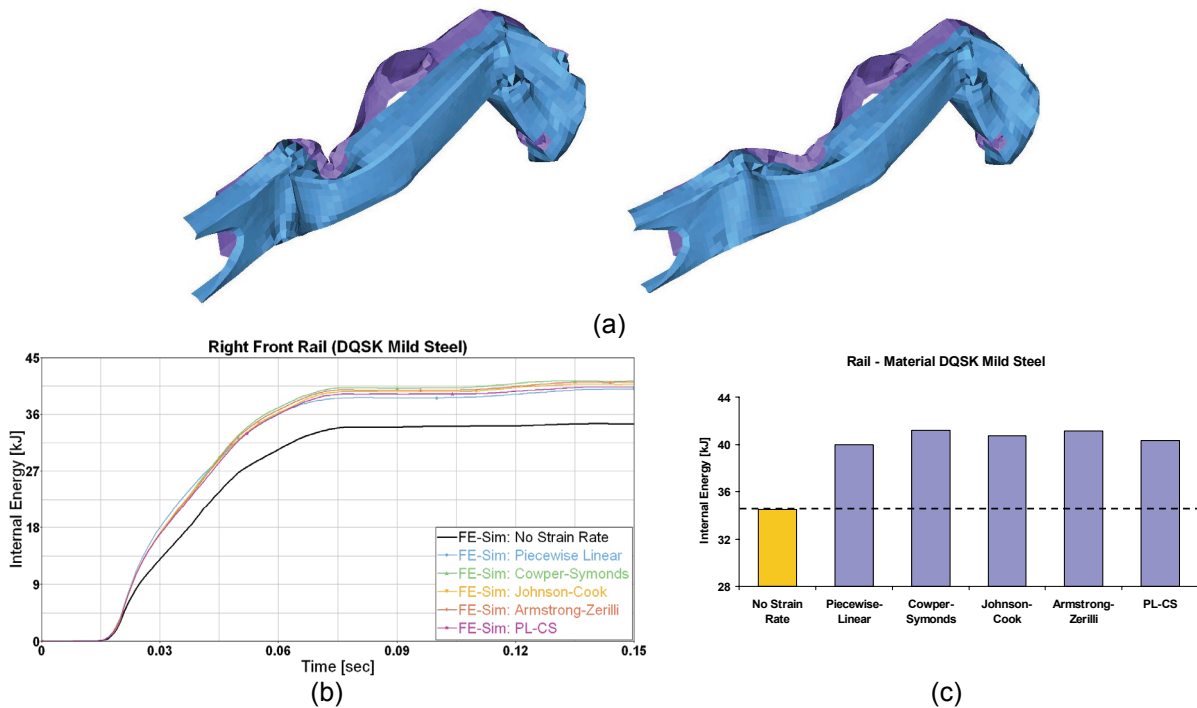 (a)
Right Front Rail (DQSK Mild Steel)
Internal Energy [kJ]
45
36
27
18
9
0
FE-Sim: No Strain Rate
FE-Sim: Piecewise Linear
FE-Sim: Cowper-Symonds
FE-Sim: Johnson-Cook
FE-Sim: Armstrong-Zerilli
FE-Sim: PL-CS
0
0.03
0.06
0.09
0.12
0.15
Time [sec]
(b)
Rail - Material DQSK Mild Steel
Internal Energy [kJ]
44
40
36
32
28
No Strain
Rate
Piecewise-
Linear
Cowper-
Symonds
Johnson-
Cook
Armstrong-
Zerilli
PL-CS
(c)